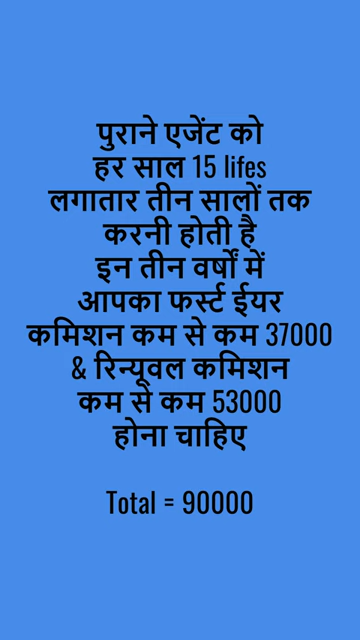 पुराने एजेंट को
हर साल 15 lifes
लगातार तीन सालों तक
करनी होती है
इन तीन वर्षों में
आपका फर्स्ट ईयर
कमिशन कम से कम 37000
& रिन्यूवल कमिशन
कम से कम 53000
होना चाहिए
Total = 90000